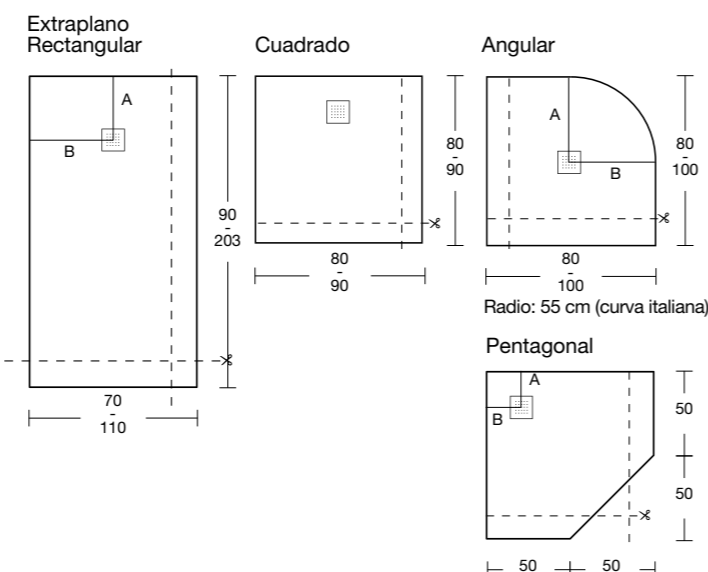 Extraplano
Rectangular
A
B
90
-
203
70
-
110
Cuadrado
80
-
90
80
-
90
Angular
A
B
80
-
100
80
-
100
Radio: 55 cm (curva italiana)
Pentagonal
A
B
50
50
50
50